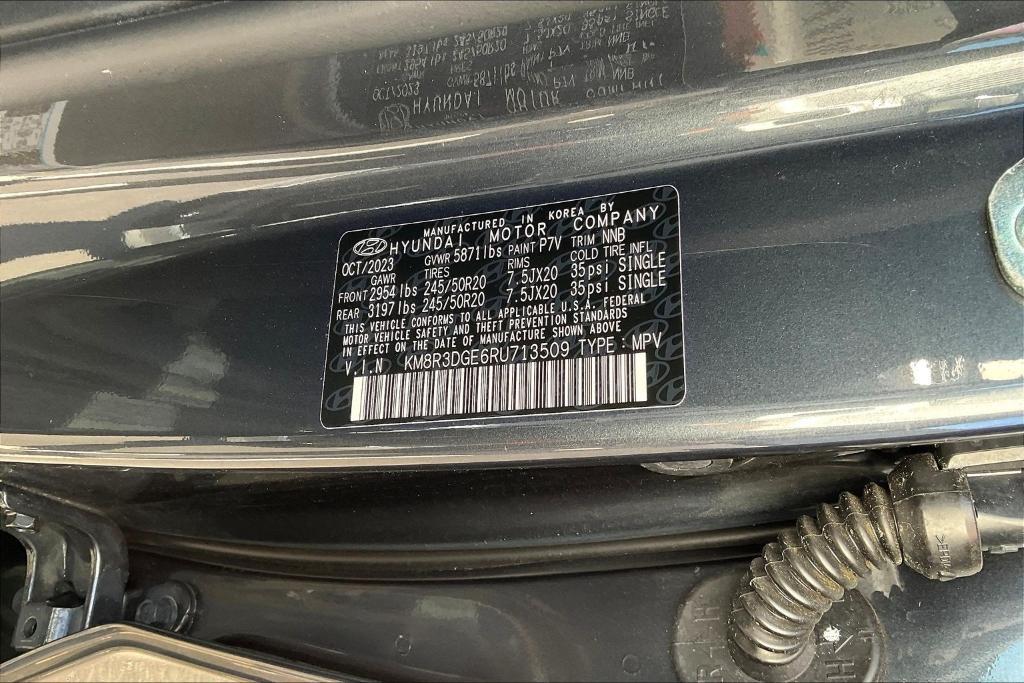 MANUFACTURED IN KOREA BY
HYUNDAI MOTOR COMPANY
OCT/2023 GVWR 5871lbs PAINT P7V TRIM NNB
GAWR TIRES RIMS COLD TIRE INFL
FRONT 2954lbs 245/50R20 7.5JX20 35psi SINGLE
REAR 3197lbs 245/50R20 7.5JX20 35psi SINGLE
THIS VEHICLE CONFORMS TO ALL APPLICABLE U.S.A. FEDERAL
MOTOR VEHICLE SAFETY AND THEFT PREVENTION STANDARD
IN EFFECT ON THE DATE OF MANUFACTURE SHOWN ABOVE
V.I.N KM8R3DGE6RU713509 TYPE : MPV